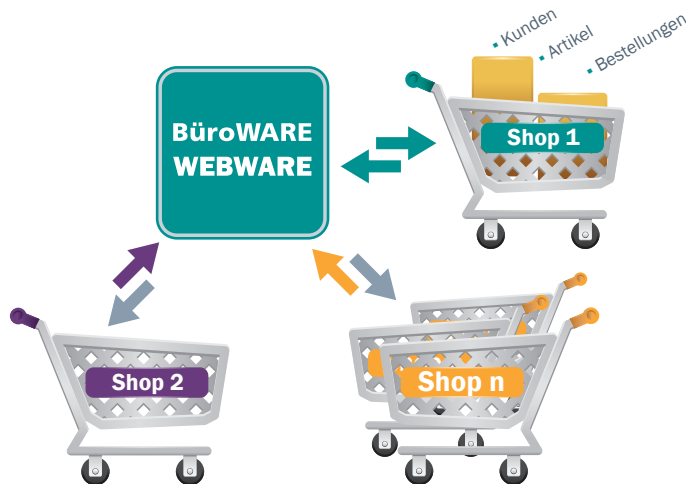 • Kunden
• Artikel
• Bestellungen
BüroWARE
WEBWARE
Shop 1
Shop 2
Shop n